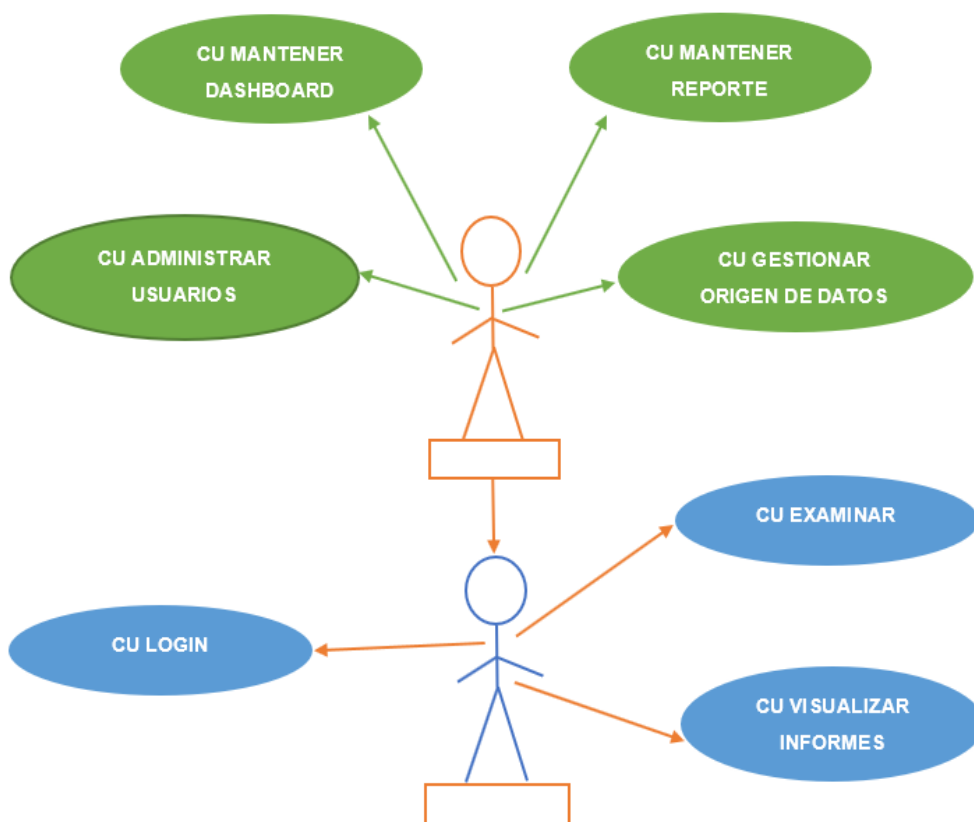 CU MANTENER
DASHBOARD
CU MANTENER
REPORTE
CU ADMINISTRAR
USUARIOS
CU GESTIONAR
ORIGEN DE DATOS
CU EXAMINAR
CU LOGIN
CU VISUALIZAR
INFORMES